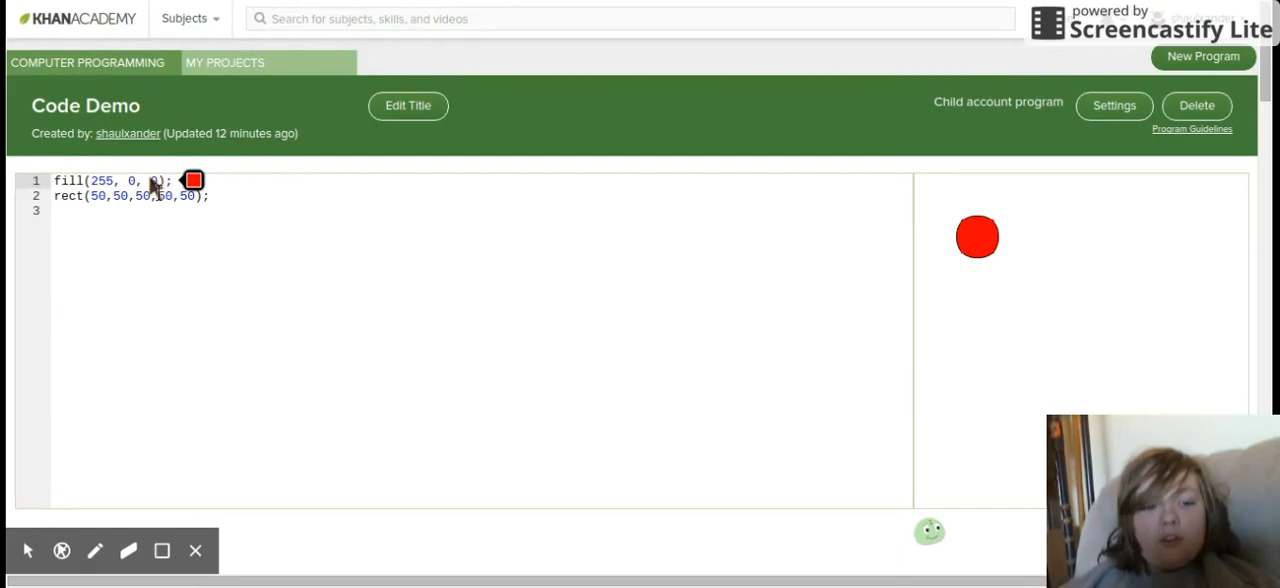 KHANACADEMY
Subjects
Search for subjects, skills, and videos
powered by
Screencastify Lite
COMPUTER PROGRAMMING
MY PROJECTS
New Program
Code Demo
Edit Title
Child account program
Settings
Delete
Created by: shaulxander (Updated 12 minutes ago)
Program Guidelines
1 fill(255, 0, 0);
2 rect(50,50,50,50,50);
3